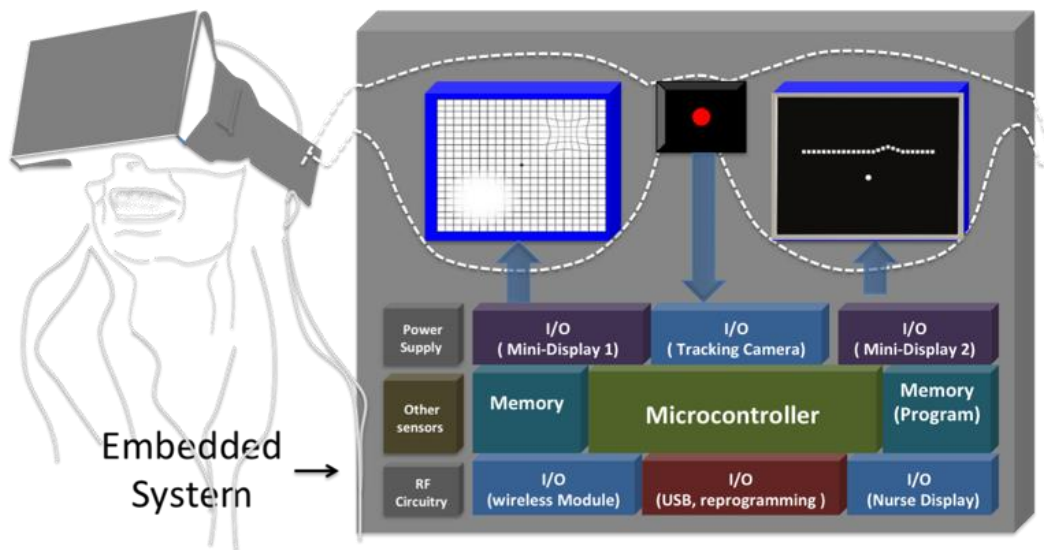 Power
Supply
I/O
( Mini-Display 1)
I/O
( Tracking Camera)
I/O
( Mini-Display 2)
Other
sensors
Memory
Microcontroller
Memory
(Program)
Embedded
System
RF
Circuitry
I/O
(wireless Module)
I/O
(USB, reprogramming )
I/O
(Nurse Display)